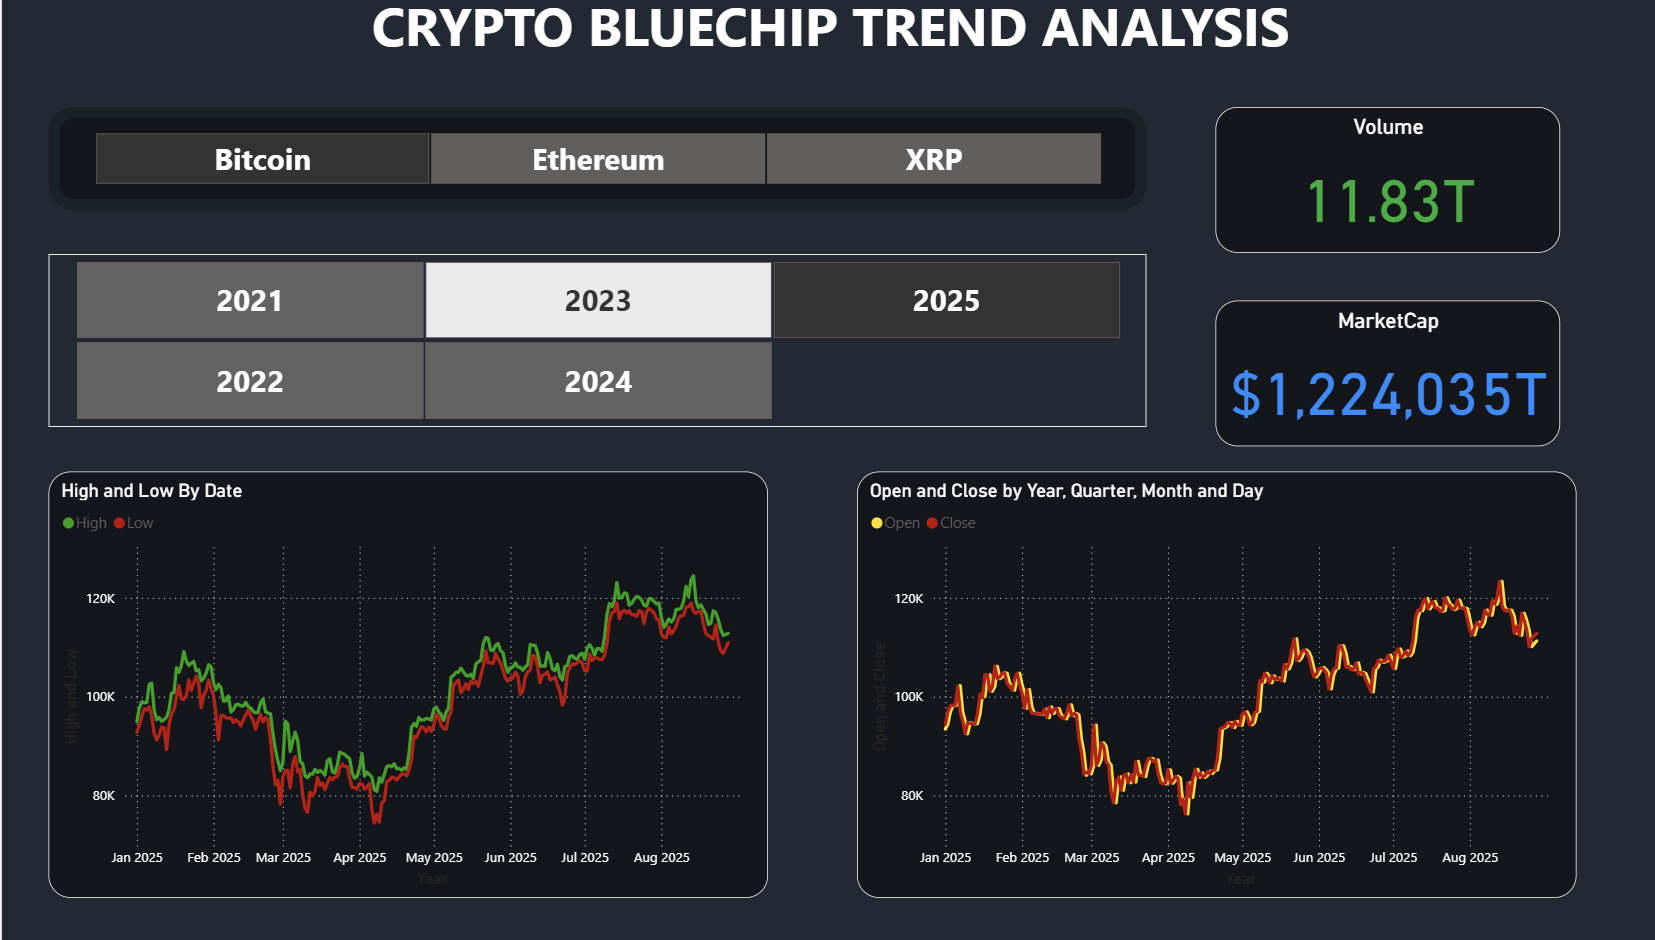 CRYPTO BLUECHIP TREND ANALYSIS
Bitcoin Ethereum XRP
Volume
11.83T
2021 2023 2025
2022 2024
MarketCap
$1,224,035T
High and Low By Date
High Low
High and Low
120K
100K
80K
Jan 2025 Feb 2025 Mar 2025 Apr 2025 May 2025 Jun 2025 Jul 2025 Aug 2025
Year
Open and Close by Year, Quarter, Month and Day
Open Close
Open and Close
120K
100K
80K
Jan 2025 Feb 2025 Mar 2025 Apr 2025 May 2025 Jun 2025 Jul 2025 Aug 2025
Year